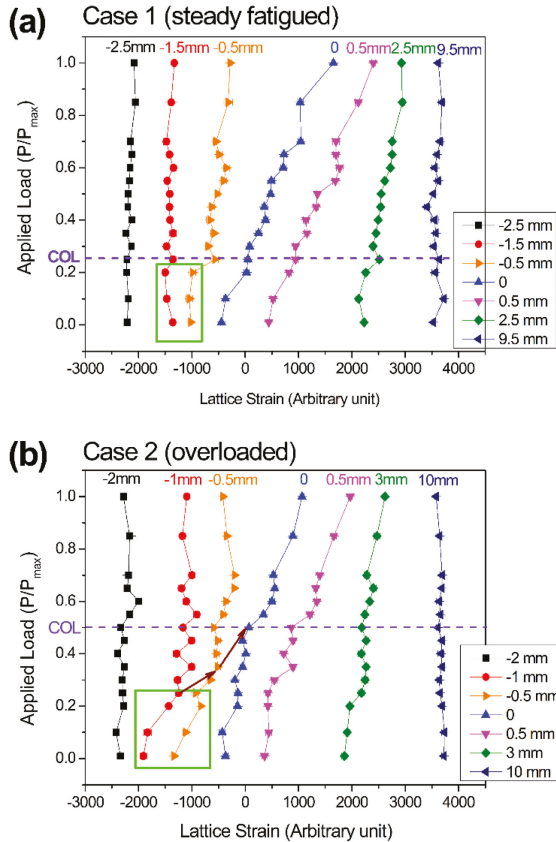 (a) Case 1 (steady fatigued)
-2.5mm -1.5mm -0.5mm 0 0.5mm 2.5mm 9.5mm
Applied Load (P/Pmax)
1.0
0.8
0.6
0.4
COL
0.2
0.0
-2.5 mm
-1.5 mm
-0.5 mm
0
0.5 mm
2.5 mm
9.5 mm
-3000 -2000 -1000 0 1000 2000 3000 4000
Lattice Strain (Arbitrary unit)
(b) Case 2 (overloaded)
-2mm -1mm -0.5mm 0 0.5mm 3mm 10mm
Applied Load (P/Pmax)
1.0
0.8
0.6
COL
0.4
0.2
0.0
-2 mm
-1 mm
-0.5 mm
0
0.5 mm
3 mm
10 mm
-3000 -2000 -1000 0 1000 2000 3000 4000
Lattice Strain (Arbitrary unit)